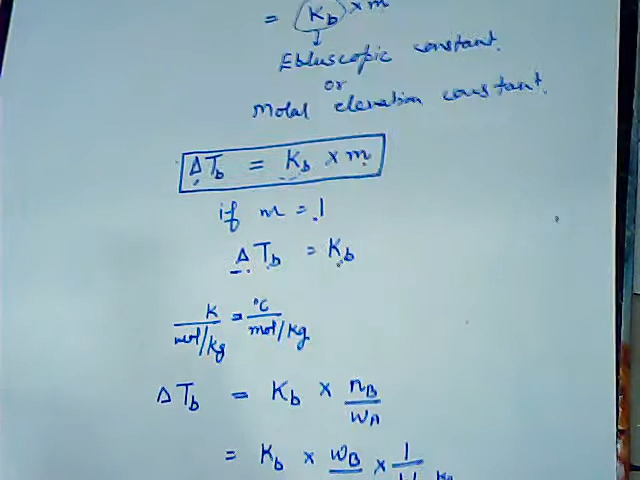 = Kb × m
↓
Ebluscopic constant.
or
Molal elevation constant.
ΔTb = Kb × m
if m = 1
ΔTb = Kb
K/mol/kg = °C/mol/kg
ΔTb = Kb × nB/WA
= Kb × WB × 1